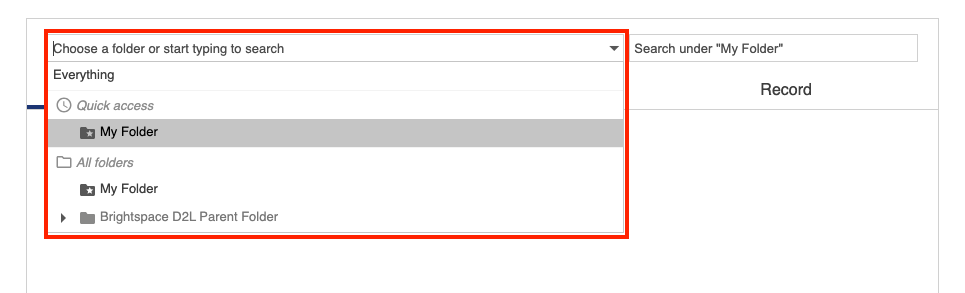 Choose a folder or start typing to search
Search under "My Folder"
Everything
Record
Quick access
My Folder
All folders
My Folder
Brightspace D2L Parent Folder